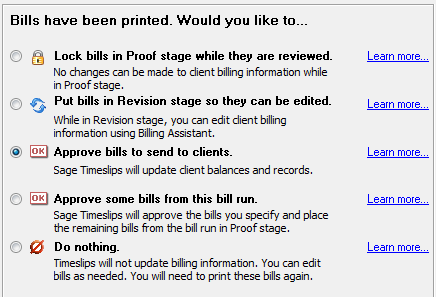 Bills have been printed. Would you like to...
Lock bills in Proof stage while they are reviewed. Learn more...
No changes can be made to client billing information while
in Proof stage.
Put bills in Revision stage so they can be edited. Learn more...
While in Revision stage, you can edit client billing
information using Billing Assistant.
OK Approve bills to send to clients. Learn more...
Sage Timeslips will update client balances and records.
OK Approve some bills from this bill run. Learn more...
Sage Timeslips will approve the bills you specify and place
the remaining bills from the bill run in Proof stage.
Do nothing. Learn more...
Timeslips will not update billing information. You can edit
bills as needed. You will need to print these bills again.